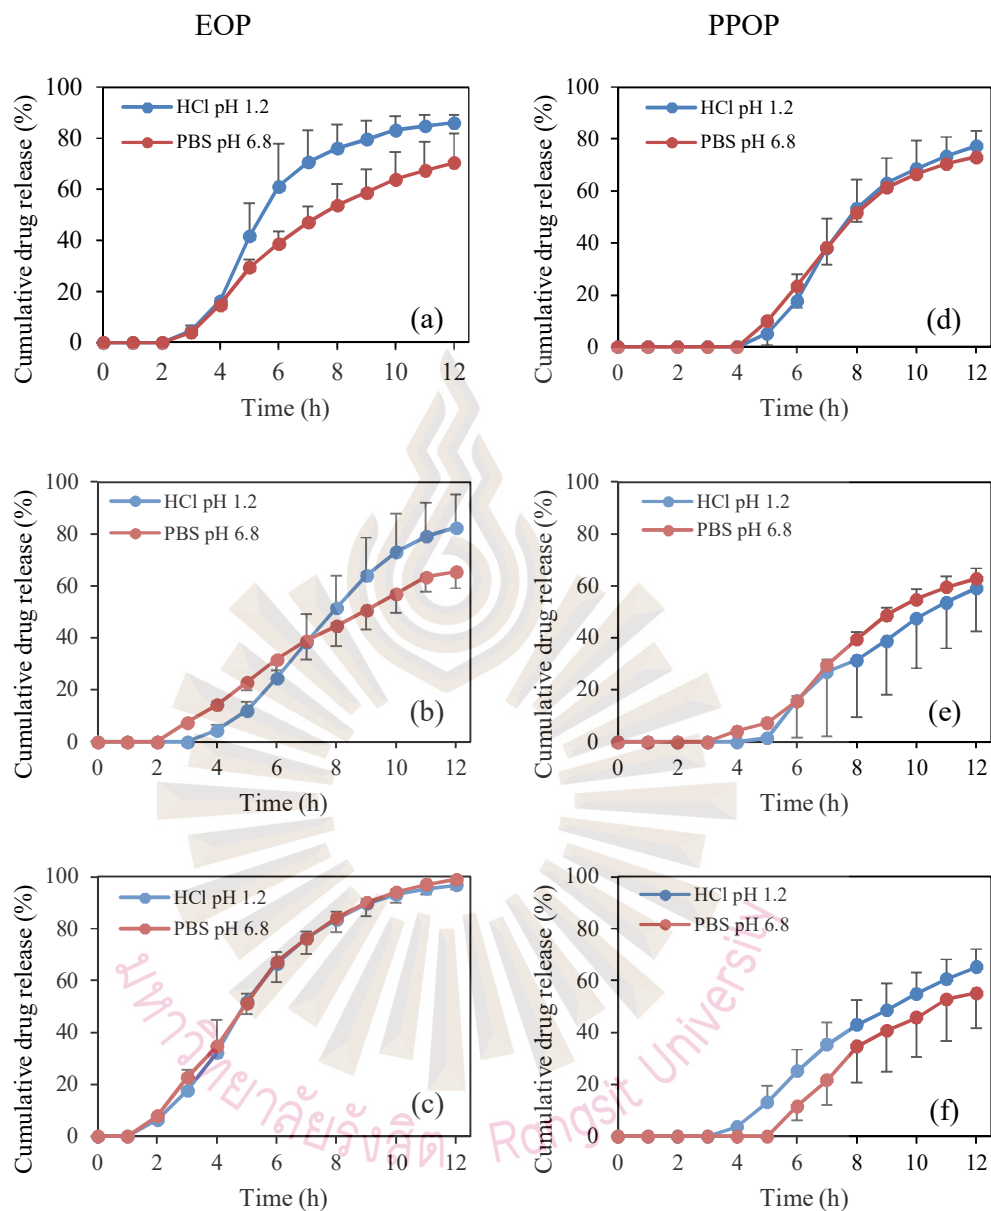 EOP
PPOP
Cumulative drug release (%)
100
80
60
40
20
0
HCl pH 1.2
PBS pH 6.8
(a)
0 2 4 6 8 10 12
Time (h)
Cumulative drug release (%)
100
80
60
40
20
0
HCl pH 1.2
PBS pH 6.8
(d)
0 2 4 6 8 10 12
Time (h)
Cumulative drug release (%)
100
80
60
40
20
0
HCl pH 1.2
PBS pH 6.8
(b)
0 2 4 6 8 10 12
Time (h)
Cumulative drug release (%)
100
80
60
40
20
0
HCl pH 1.2
PBS pH 6.8
(e)
0 2 4 6 8 10 12
Time (h)
Cumulative drug release (%)
100
80
60
40
20
0
HCl pH 1.2
PBS pH 6.8
(c)
0 2 4 6 8 10 12
Time (h)
Cumulative drug release (%)
100
80
60
40
20
0
HCl pH 1.2
PBS pH 6.8
(f)
0 2 4 6 8 10 12
Time (h)
มหาวิทยาลัยรังสิต Rangsit University